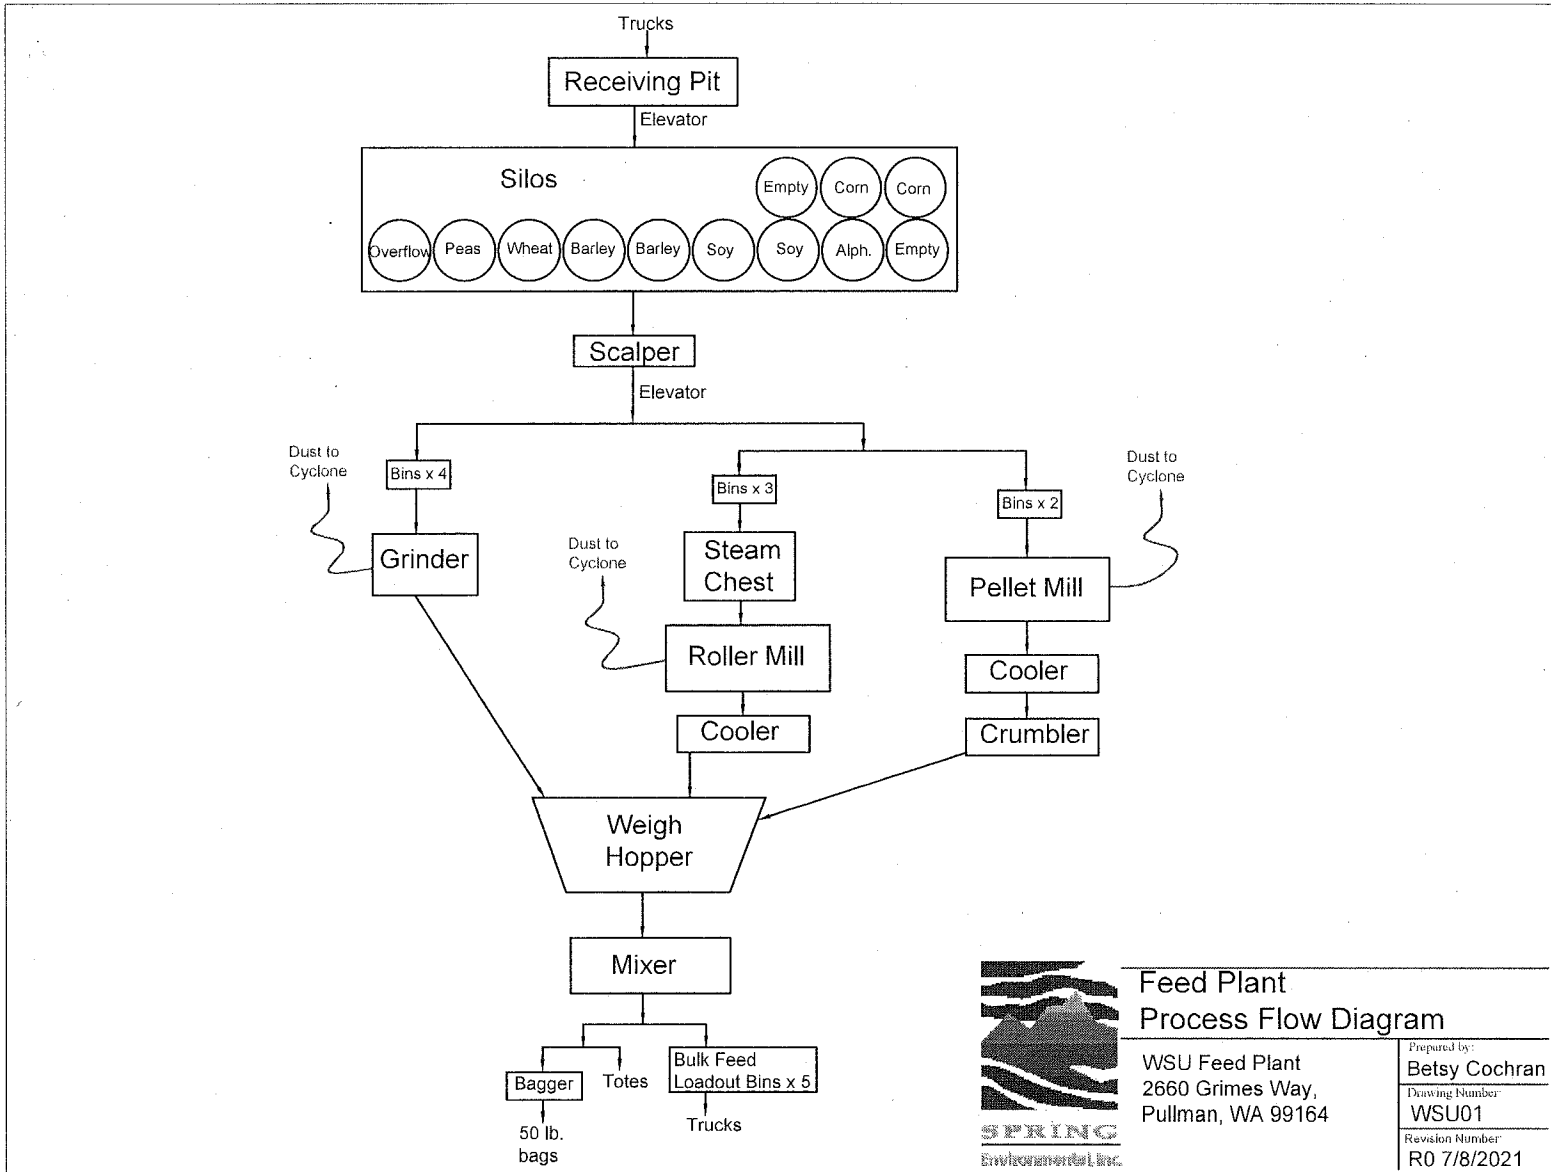 Trucks
Receiving Pit
Elevator
Silos
Empty
Corn
Corn
Overflow
Peas
Wheat
Barley
Barley
Soy
Soy
Alph.
Empty
Scalper
Elevator
Dust to
Cyclone
Bins x 4
Grinder
Bins x 3
Steam
Chest
Dust to
Cyclone
Roller Mill
Cooler
Dust to
Cyclone
Bins x 2
Pellet Mill
Cooler
Crumbler
Weigh
Hopper
Mixer
Bagger
Totes
Bulk Feed
Loadout Bins x 5
50 lb.
bags
Trucks
SPRING
Environmental, Inc.
Feed Plant
Process Flow Diagram
WSU Feed Plant
2660 Grimes Way,
Pullman, WA 99164
Prepared by:
Betsy Cochran
Drawing Number
WSU01
Revision Number
R0 7/8/2021